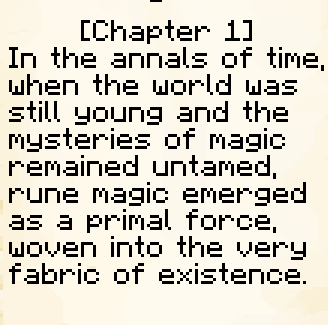 [Chapter 1]
In the annals of time,
when the world was
still young and the
mysteries of magic
remained untamed,
rune magic emerged
as a primal force,
woven into the very
fabric of existence.